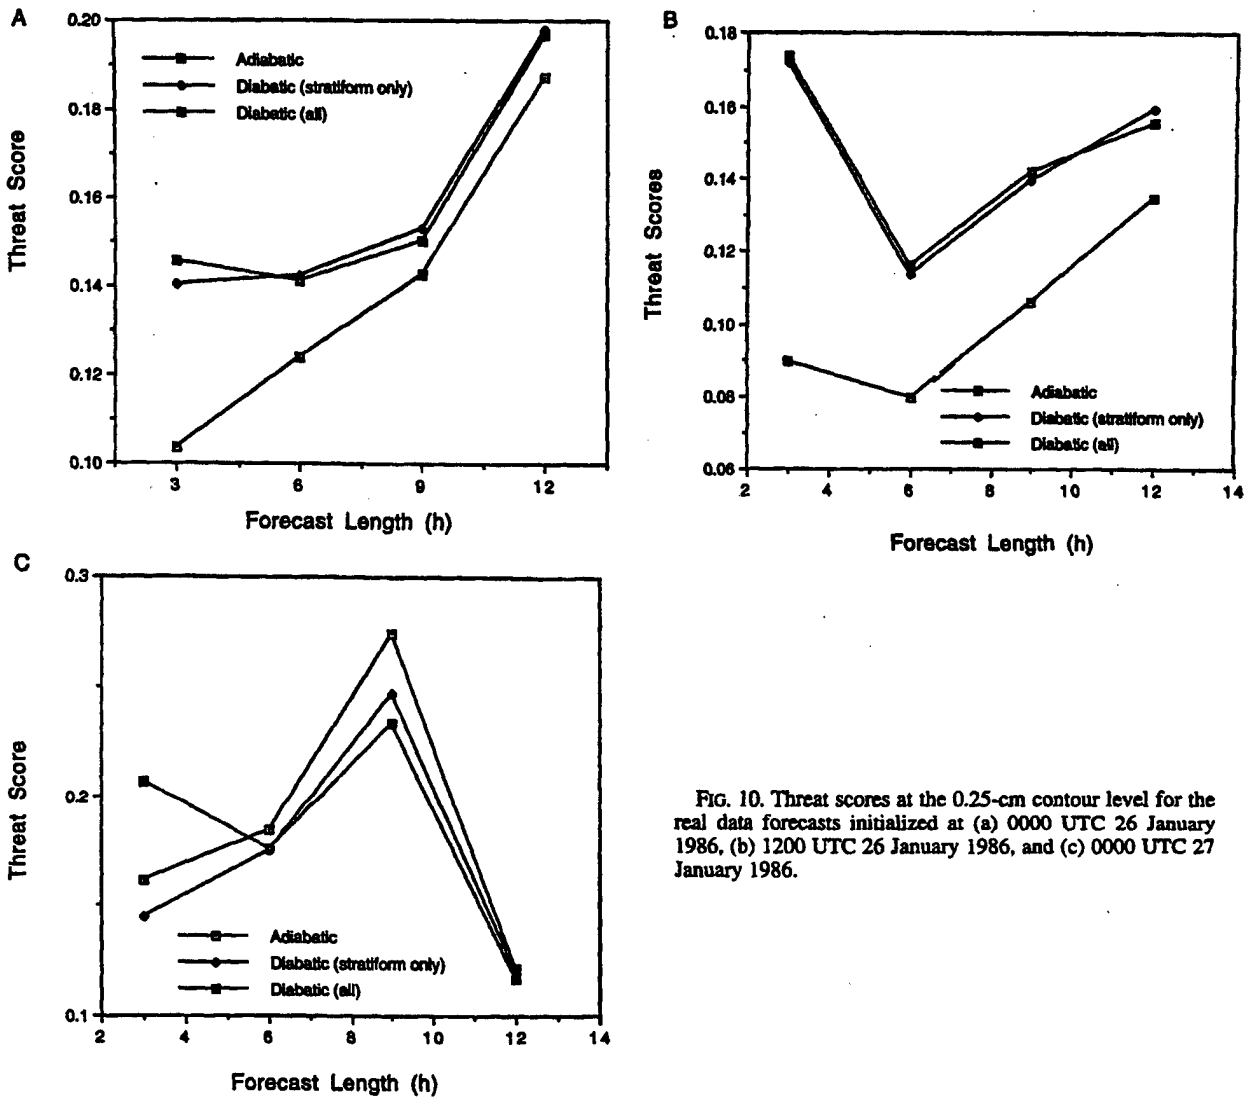 A
0.20
0.18
0.16
0.14
0.12
0.10
Threat Score
Adiabatic
Diabatic (stratiform only)
Diabatic (all)
3 6 9 12
Forecast Length (h)
B
0.18
0.16
0.14
0.12
0.10
0.08
0.06
Threat Scores
Adiabatic
Diabatic (stratiform only)
Diabatic (all)
2 4 6 8 10 12 14
Forecast Length (h)
C
0.3
0.2
0.1
Threat Score
Adiabatic
Diabatic (stratiform only)
Diabatic (all)
2 4 6 8 10 12 14
Forecast Length (h)
FIG. 10. Threat scores at the 0.25-cm contour level for the
real data forecasts initialized at (a) 0000 UTC 26 January
1986, (b) 1200 UTC 26 January 1986, and (c) 0000 UTC 27
January 1986.